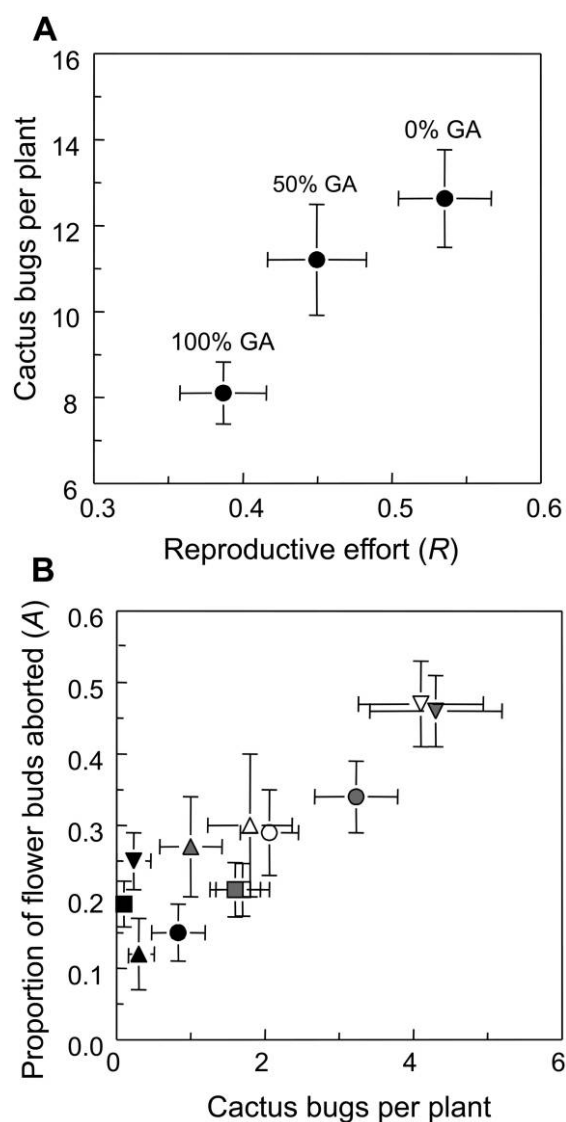 A
16
14
12
10
8
6
Cactus bugs per plant
0% GA
50% GA
100% GA
0.3 0.4 0.5 0.6
Reproductive effort (R)
B
0.6
0.5
0.4
0.3
0.2
0.1
0.0
Proportion of flower buds aborted (A)
0 2 4 6
Cactus bugs per plant